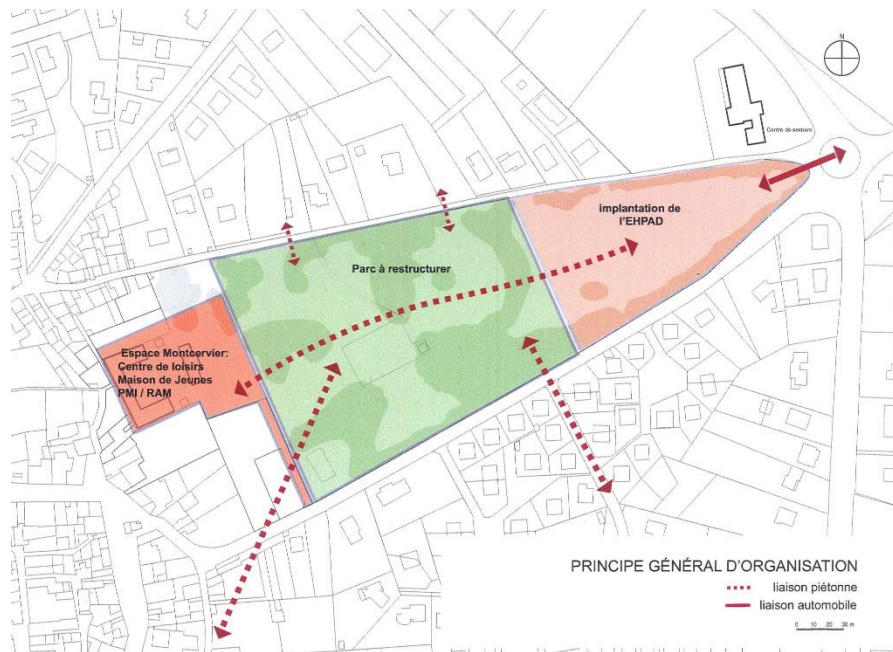 N
Centre de secours
implantation de
l'EHPAD
Parc à restructurer
Espace Montcervier:
Centre de loisirs
Maison de Jeunes
PMI / RAM
PRINCIPE GÉNÉRAL D'ORGANISATION
liaison piétonne
liaison automobile
0 10 20 30 m